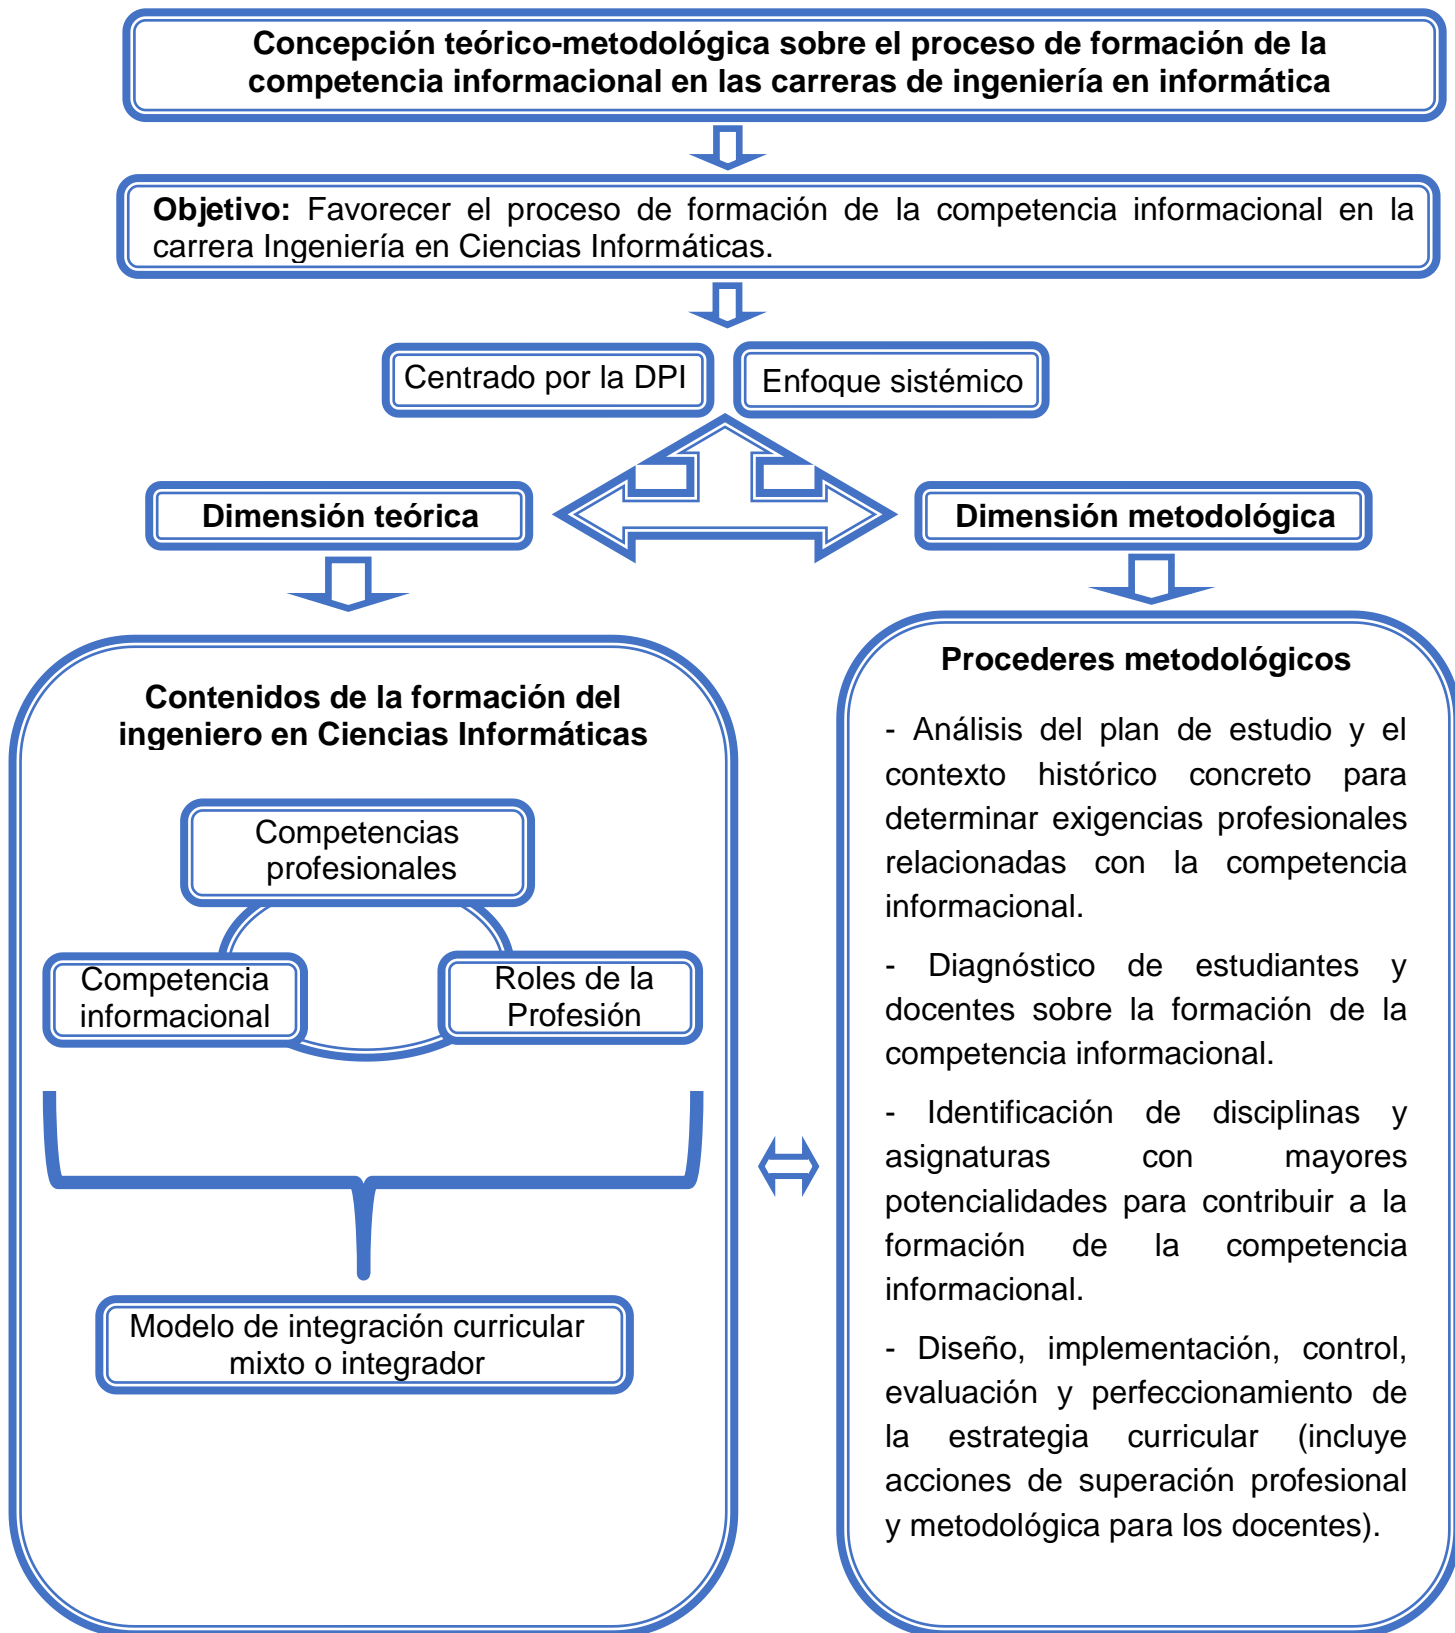 Concepción teórico-metodológica sobre el proceso de formación de la
competencia informacional en las carreras de ingeniería en informática
Objetivo: Favorecer el proceso de formación de la competencia informacional en la
carrera Ingeniería en Ciencias Informáticas.
Centrado por la DPI
Enfoque sistémico
Dimensión teórica
Dimensión metodológica
Contenidos de la formación del
ingeniero en Ciencias Informáticas
Competencias
profesionales
Competencia
informacional
Roles de la
Profesión
Modelo de integración curricular
mixto o integrador
Procederes metodológicos
- Análisis del plan de estudio y el
contexto histórico concreto para
determinar exigencias profesionales
relacionadas con la competencia
informacional.
- Diagnóstico de estudiantes y
docentes sobre la formación de la
competencia informacional.
- Identificación de disciplinas y
asignaturas con mayores
potencialidades para contribuir a la
formación de la competencia
informacional.
- Diseño, implementación, control,
evaluación y perfeccionamiento de
la estrategia curricular (incluye
acciones de superación profesional
y metodológica para los docentes).